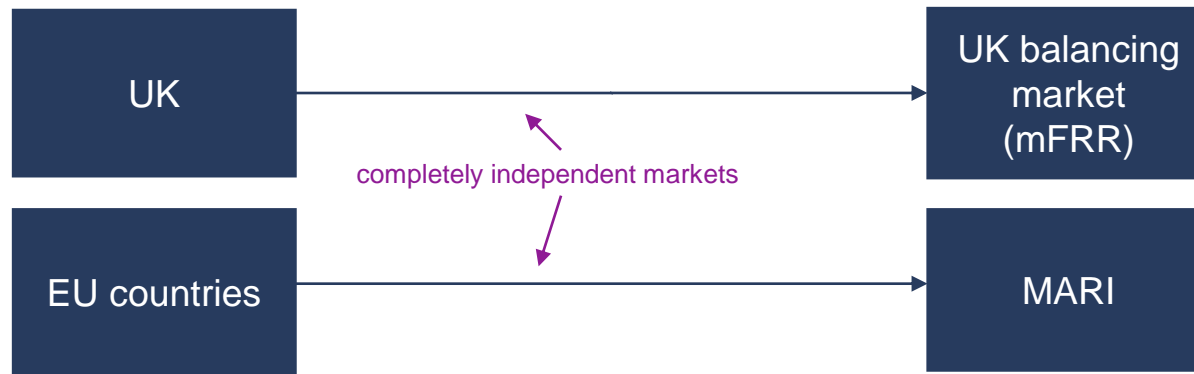 UK
UK balancing
market
(mFRR)
completely independent markets
EU countries
MARI